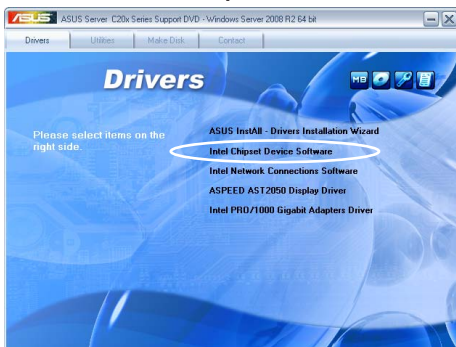 ASUS
ASUS Server C20x Series Support DVD - Windows Server 2008 R2 64 bit
Drivers
Utilities
Make Disk
Contact
Drivers
MB
Please select items on the
right side.
ASUS InstAll - Drivers Installation Wizard
Intel Chipset Device Software
Intel Network Connections Software
ASPEED AST2050 Display Driver
Intel PRO/1000 Gigabit Adapters Driver